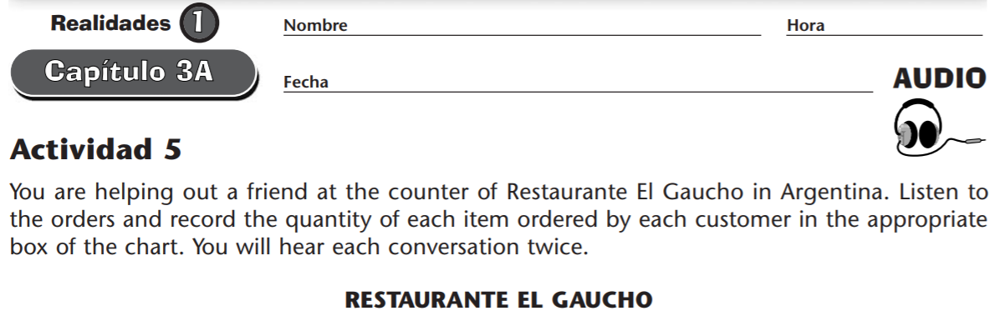 Realidades 1
Nombre
Hora
Capítulo 3A
Fecha
AUDIO
Actividad 5
You are helping out a friend at the counter of Restaurante El Gaucho in Argentina. Listen to
the orders and record the quantity of each item ordered by each customer in the appropriate
box of the chart. You will hear each conversation twice.
RESTAURANTE EL GAUCHO